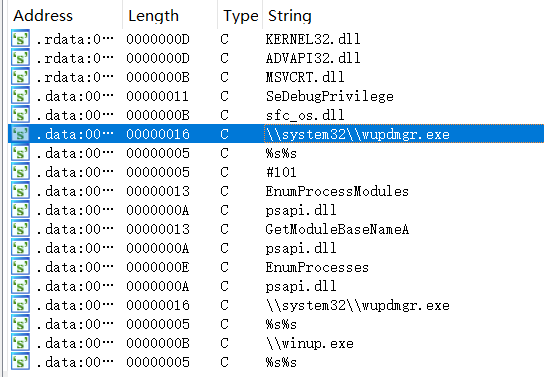 Address Length Type String
.rdata:0… 0000000D C KERNEL32.dll
.rdata:0… 0000000D C ADVAPI32.dll
.rdata:0… 0000000B C MSVCRT.dll
.data:00… 00000011 C SeDebugPrivilege
.data:00… 0000000B C sfc_os.dll
.data:00… 00000016 C \\system32\\wupdmgr.exe
.data:00… 00000005 C %s%s
.data:00… 00000005 C #101
.data:00… 00000013 C EnumProcessModules
.data:00… 0000000A C psapi.dll
.data:00… 00000013 C GetModuleBaseNameA
.data:00… 0000000A C psapi.dll
.data:00… 0000000E C EnumProcesses
.data:00… 0000000A C psapi.dll
.data:00… 00000016 C \\system32\\wupdmgr.exe
.data:00… 00000005 C %s%s
.data:00… 0000000B C \\winup.exe
.data:00… 00000005 C %s%s